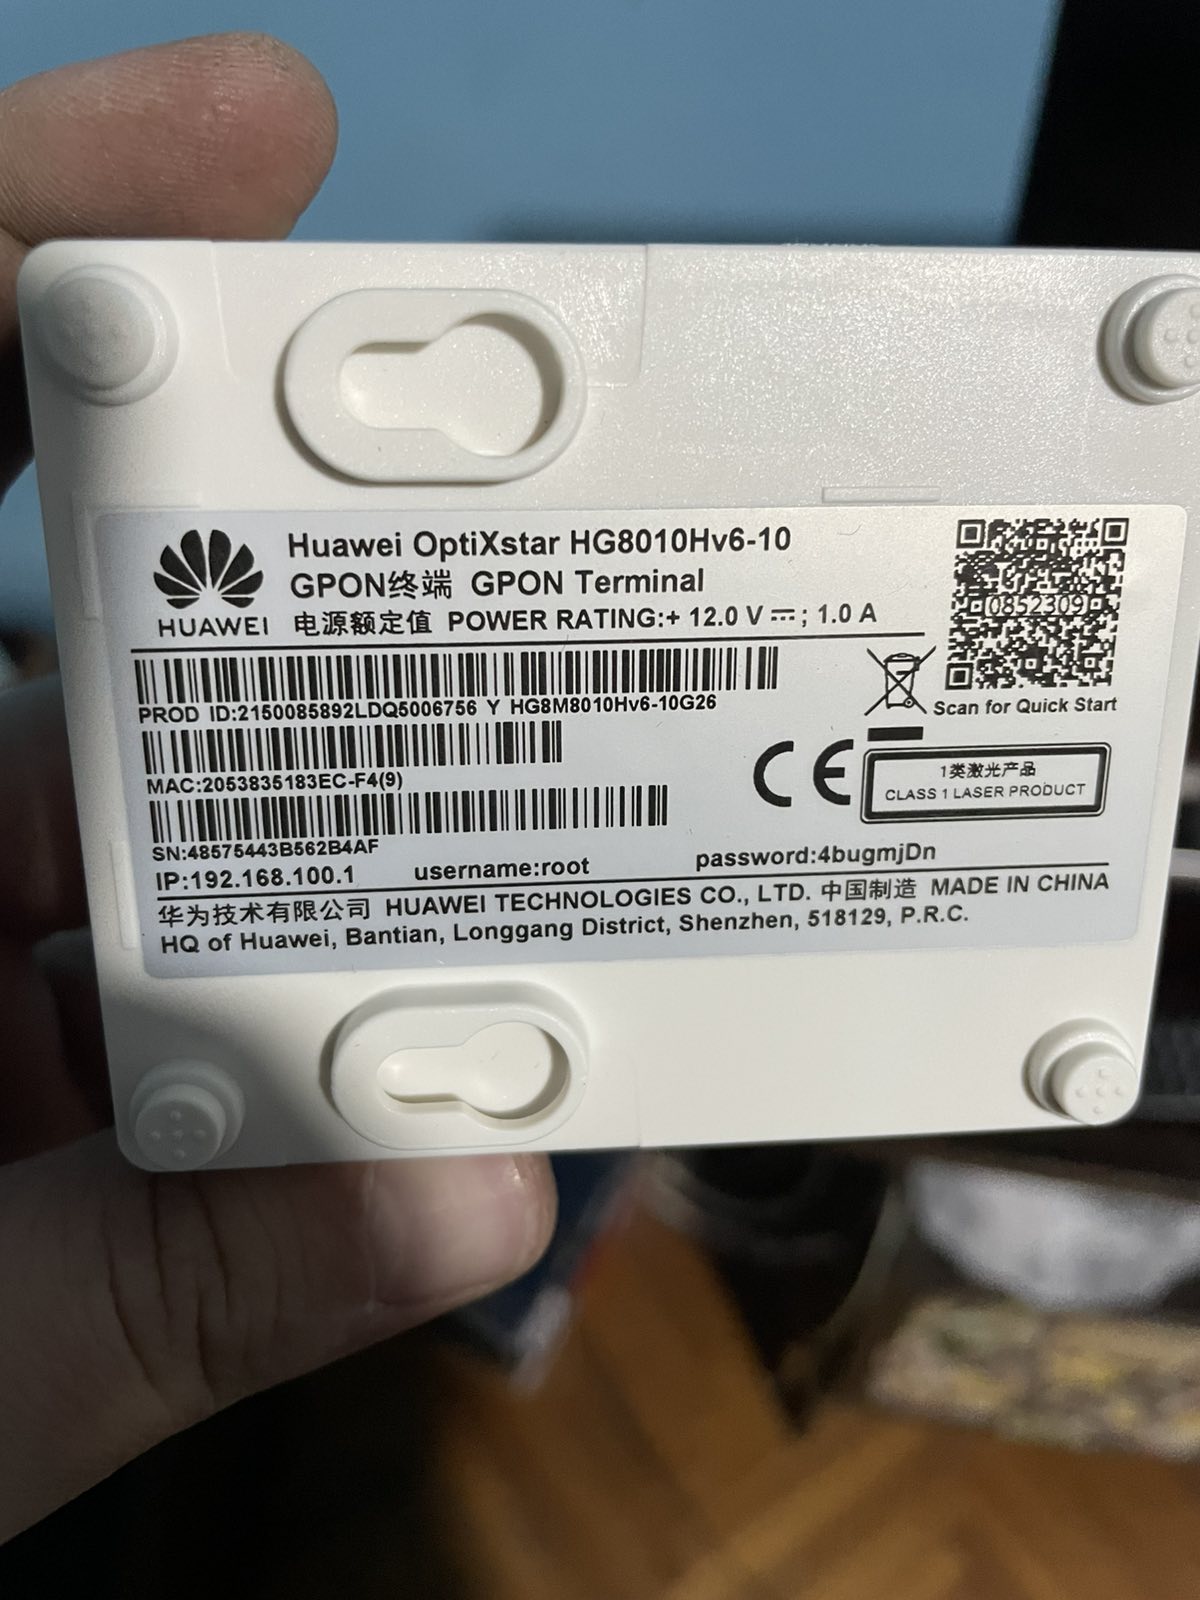 Huawei OptiXstar HG8010Hv6-10
GPON终端 GPON Terminal
HUAWEI
电源额定值 POWER RATING:+ 12.0 V ⎓; 1.0 A
0852309
PROD ID:2150085892LDQ5006756 Y HG8M8010Hv6-10G26
Scan for Quick Start
MAC:2053835183EC-F4(9)
CE
1类激光产品
CLASS 1 LASER PRODUCT
SN:48575443B562B4AF
IP:192.168.100.1 username:root password:4bugmjDn
华为技术有限公司 HUAWEI TECHNOLOGIES CO., LTD. 中国制造 MADE IN CHINA
HQ of Huawei, Bantian, Longgang District, Shenzhen, 518129, P.R.C.